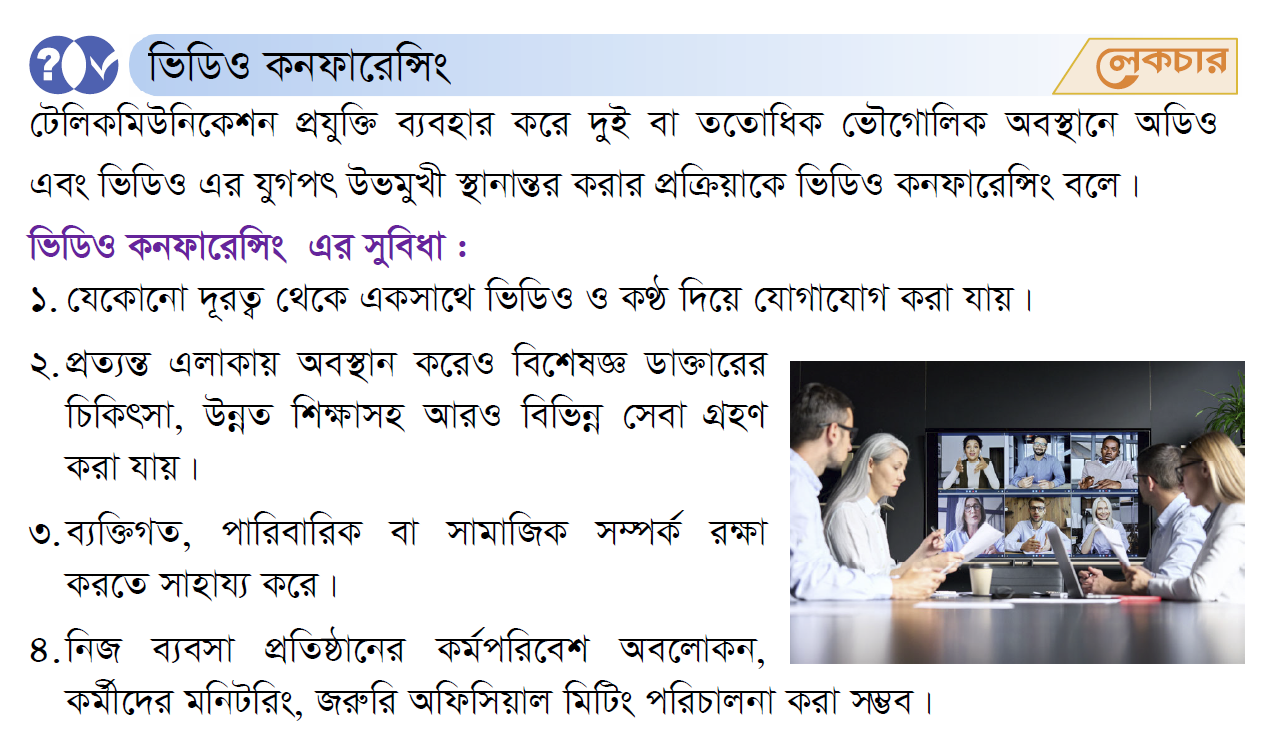 ভিডিও কনফারেন্সিং
লেকচার
টেলিকমিউনিকেশন প্রযুক্তি ব্যবহার করে দুই বা ততোধিক ভৌগোলিক অবস্থানে অডিও
এবং ভিডিও এর যুগপৎ উভমুখী স্থানান্তর করার প্রক্রিয়াকে ভিডিও কনফারেন্সিং বলে।
ভিডিও কনফারেন্সিং এর সুবিধা :
১. যেকোনো দূরত্ব থেকে একসাথে ভিডিও ও কণ্ঠ দিয়ে যোগাযোগ করা যায়।
২. প্রত্যন্ত এলাকায় অবস্থান করেও বিশেষজ্ঞ ডাক্তারের
চিকিৎসা, উন্নত শিক্ষাসহ আরও বিভিন্ন সেবা গ্রহণ
করা যায়।
৩. ব্যক্তিগত, পারিবারিক বা সামাজিক সম্পর্ক রক্ষা
করতে সাহায্য করে।
৪. নিজ ব্যবসা প্রতিষ্ঠানের কর্মপরিবেশ অবলোকন,
কর্মীদের মনিটরিং, জরুরি অফিসিয়াল মিটিং পরিচালনা করা সম্ভব।